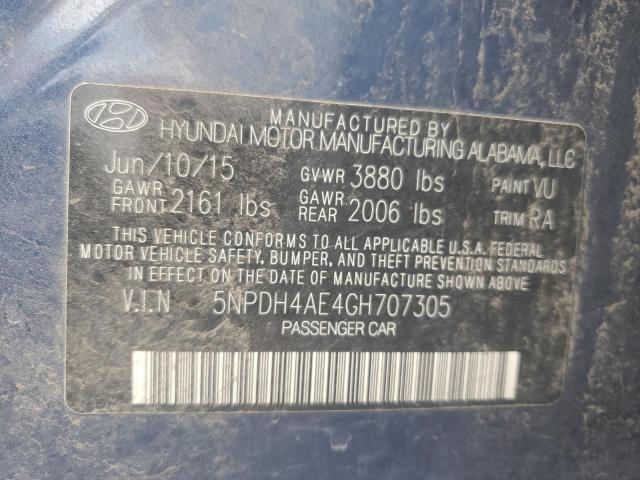 MANUFACTURED BY
HYUNDAI MOTOR MANUFACTURING ALABAMA, LLC
Jun/10/15 GVWR 3880 lbs PAINT VU
GAWR FRONT 2161 lbs GAWR REAR 2006 lbs TRIM RA
THIS VEHICLE CONFORMS TO ALL APPLICABLE U.S.A. FEDERAL
MOTOR VEHICLE SAFETY, BUMPER, AND THEFT PREVENTION STANDARDS
IN EFFECT ON THE DATE OF MANUFACTURE SHOWN ABOVE
V.I.N 5NPDH4AE4GH707305
PASSENGER CAR